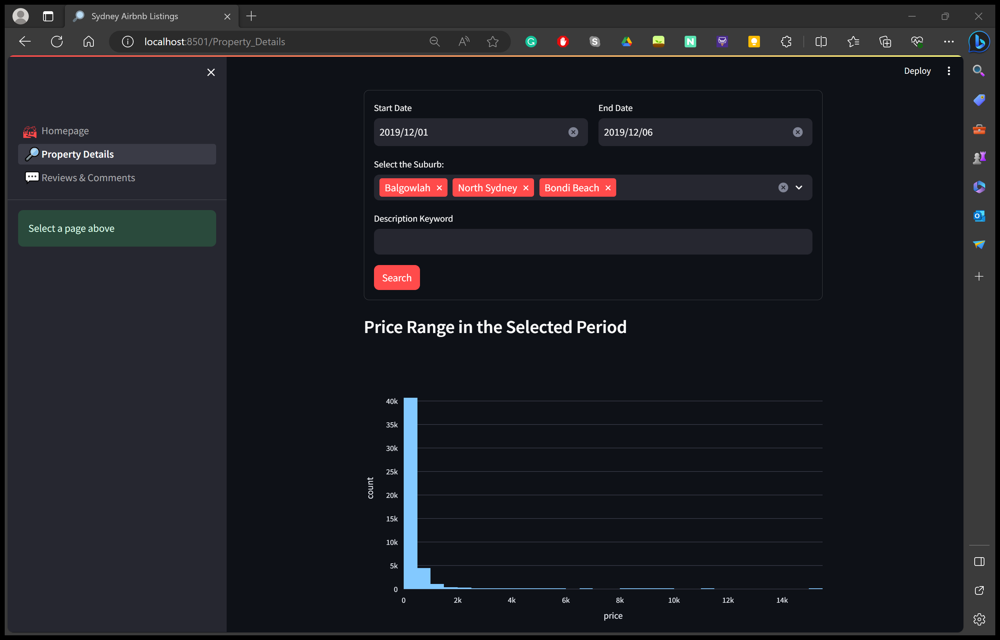 Sydney Airbnb Listings
localhost:8501/Property_Details
Deploy
Homepage
Property Details
Reviews & Comments
Select a page above
Start Date
End Date
2019/12/01
2019/12/06
Select the Suburb:
Balgowlah
North Sydney
Bondi Beach
Description Keyword
Search
Price Range in the Selected Period
40k
35k
30k
25k
20k
15k
10k
5k
0
count
0 2k 4k 6k 8k 10k 12k 14k
price